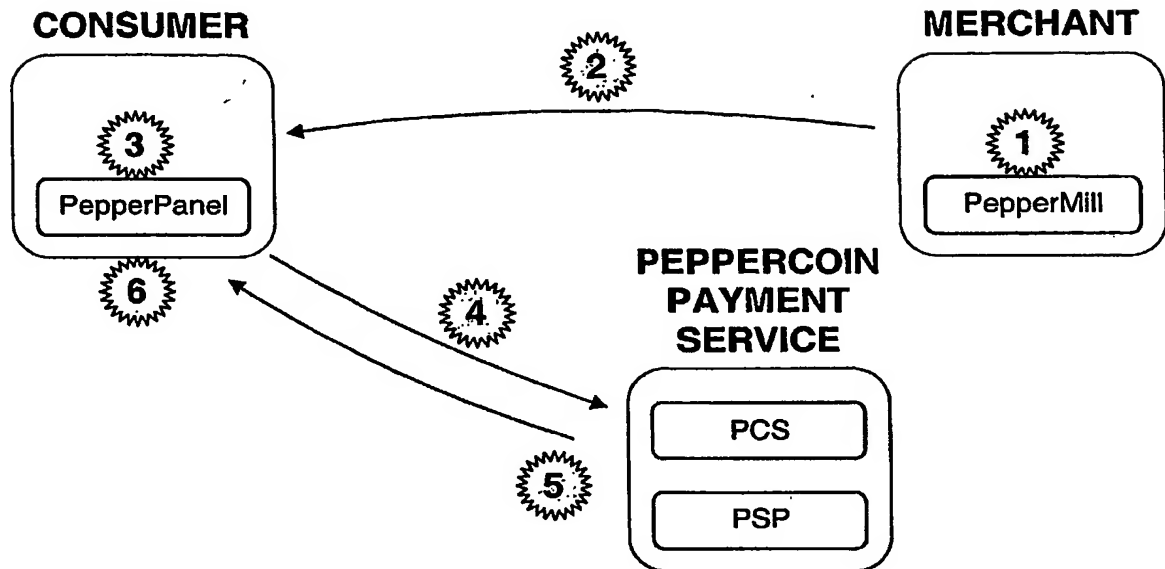 CONSUMER
MERCHANT
2
3
1
PepperPanel
PepperMill
6
4
PEPPERCOIN
PAYMENT
SERVICE
PCS
5
PSP